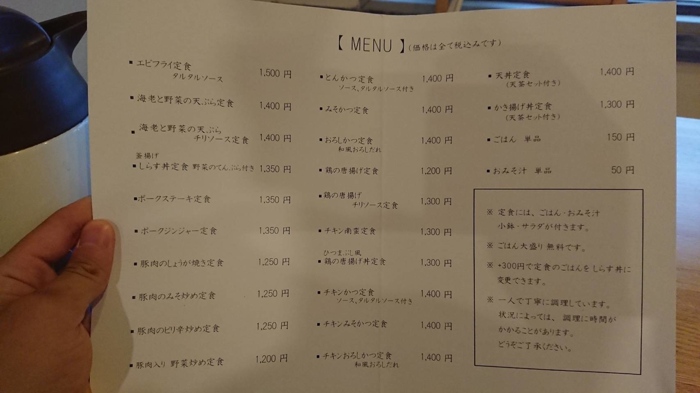 【 MENU 】(価格は全て税込みです)
▪エビフライ定食 1,500 円
タルタルソース
▪海老と野菜の天ぷら定食 1,400 円
▪海老と野菜の天ぷら
チリソース定食 1,400 円
釜揚げ
▪しらす丼定食 野菜のてんぷら付き 1,350 円
▪ポークステーキ定食 1,350 円
▪ポークジンジャー定食 1,350 円
▪豚肉のしょうが焼き定食 1,250 円
▪豚肉のみそ炒め定食 1,250 円
▪豚肉のピリ辛炒め定食 1,250 円
▪豚肉入り 野菜炒め定食 1,200 円
▪とんかつ定食 1,400 円
ソース、タルタルソース付き
▪みそかつ定食 1,400 円
▪おろしかつ定食 1,400 円
和風おろしだれ
▪鶏の唐揚げ定食 1,200 円
▪鶏の唐揚げ
チリソース定食 1,300 円
▪チキン南蛮定食 1,300 円
ひつまぶし風
▪鶏の唐揚げ丼定食 1,300 円
▪チキンかつ定食 1,400 円
ソース、タルタルソース付き
▪チキンみそかつ定食 1,400 円
▪チキンおろしかつ定食 1,400 円
和風おろしだれ
▪天丼定食 1,400 円
(天茶セット付き)
▪かき揚げ丼定食 1,300 円
(天茶セット付き)
▪ごはん 単品 150 円
▪おみそ汁 単品 50 円
※ 定食には、ごはん・おみそ汁
小鉢・サラダが付きます。
※ ごはん大盛り無料です。
※ +300円で定食のごはんをしらす丼に
変更できます。
※ 一人で丁寧に調理しています。
状況によっては、調理に時間が
かかることがあります。
どうぞご了承ください。